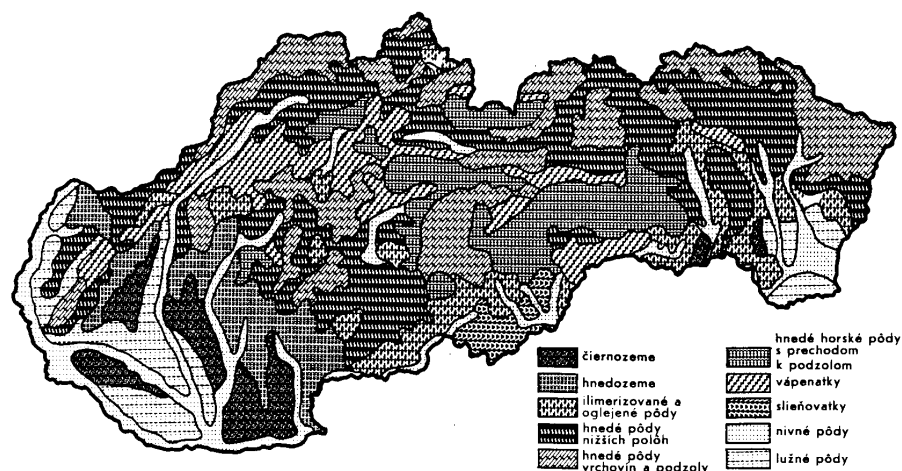 čiernozeme
hnedozeme
ilimerizované a
oglejené pôdy
hnedé pôdy
nižších polôh
hnedé pôdy
vrchovín a podzoly
hnedé horské pôdy
s prechodom
k podzolom
vápenatky
slieňovatky
nivné pôdy
lužné pôdy